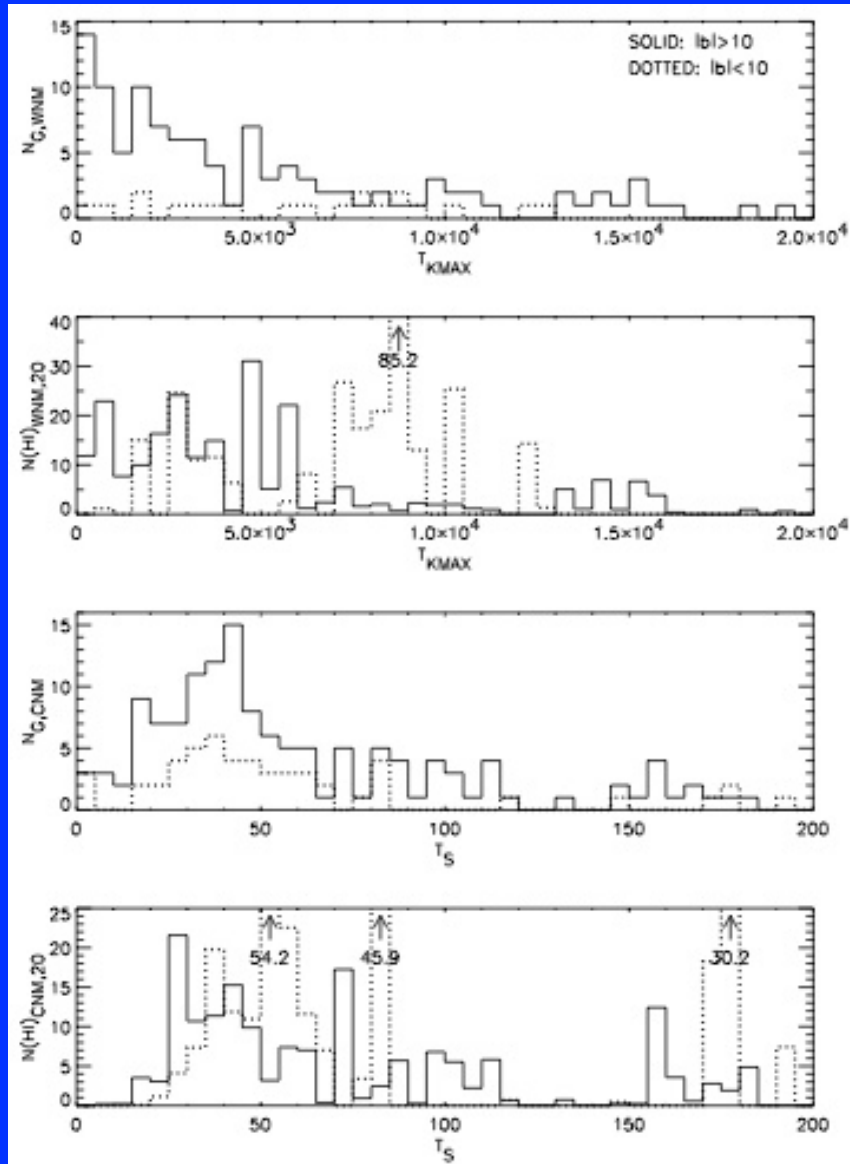 SOLID: |b|>10
DOTTED: |b|<10
15
10
5
0
N_G,WNM
0 5.0×10³ 1.0×10⁴ 1.5×10⁴ 2.0×10⁴
T_KMAX
40
30
20
10
0
N(HI)_WNM,20
85.2
0 5.0×10³ 1.0×10⁴ 1.5×10⁴ 2.0×10⁴
T_KMAX
15
10
5
0
N_G,CNM
0 50 100 150 200
T_S
25
20
15
10
5
0
N(HI)_CNM,20
54.2 45.9 30.2
0 50 100 150 200
T_S